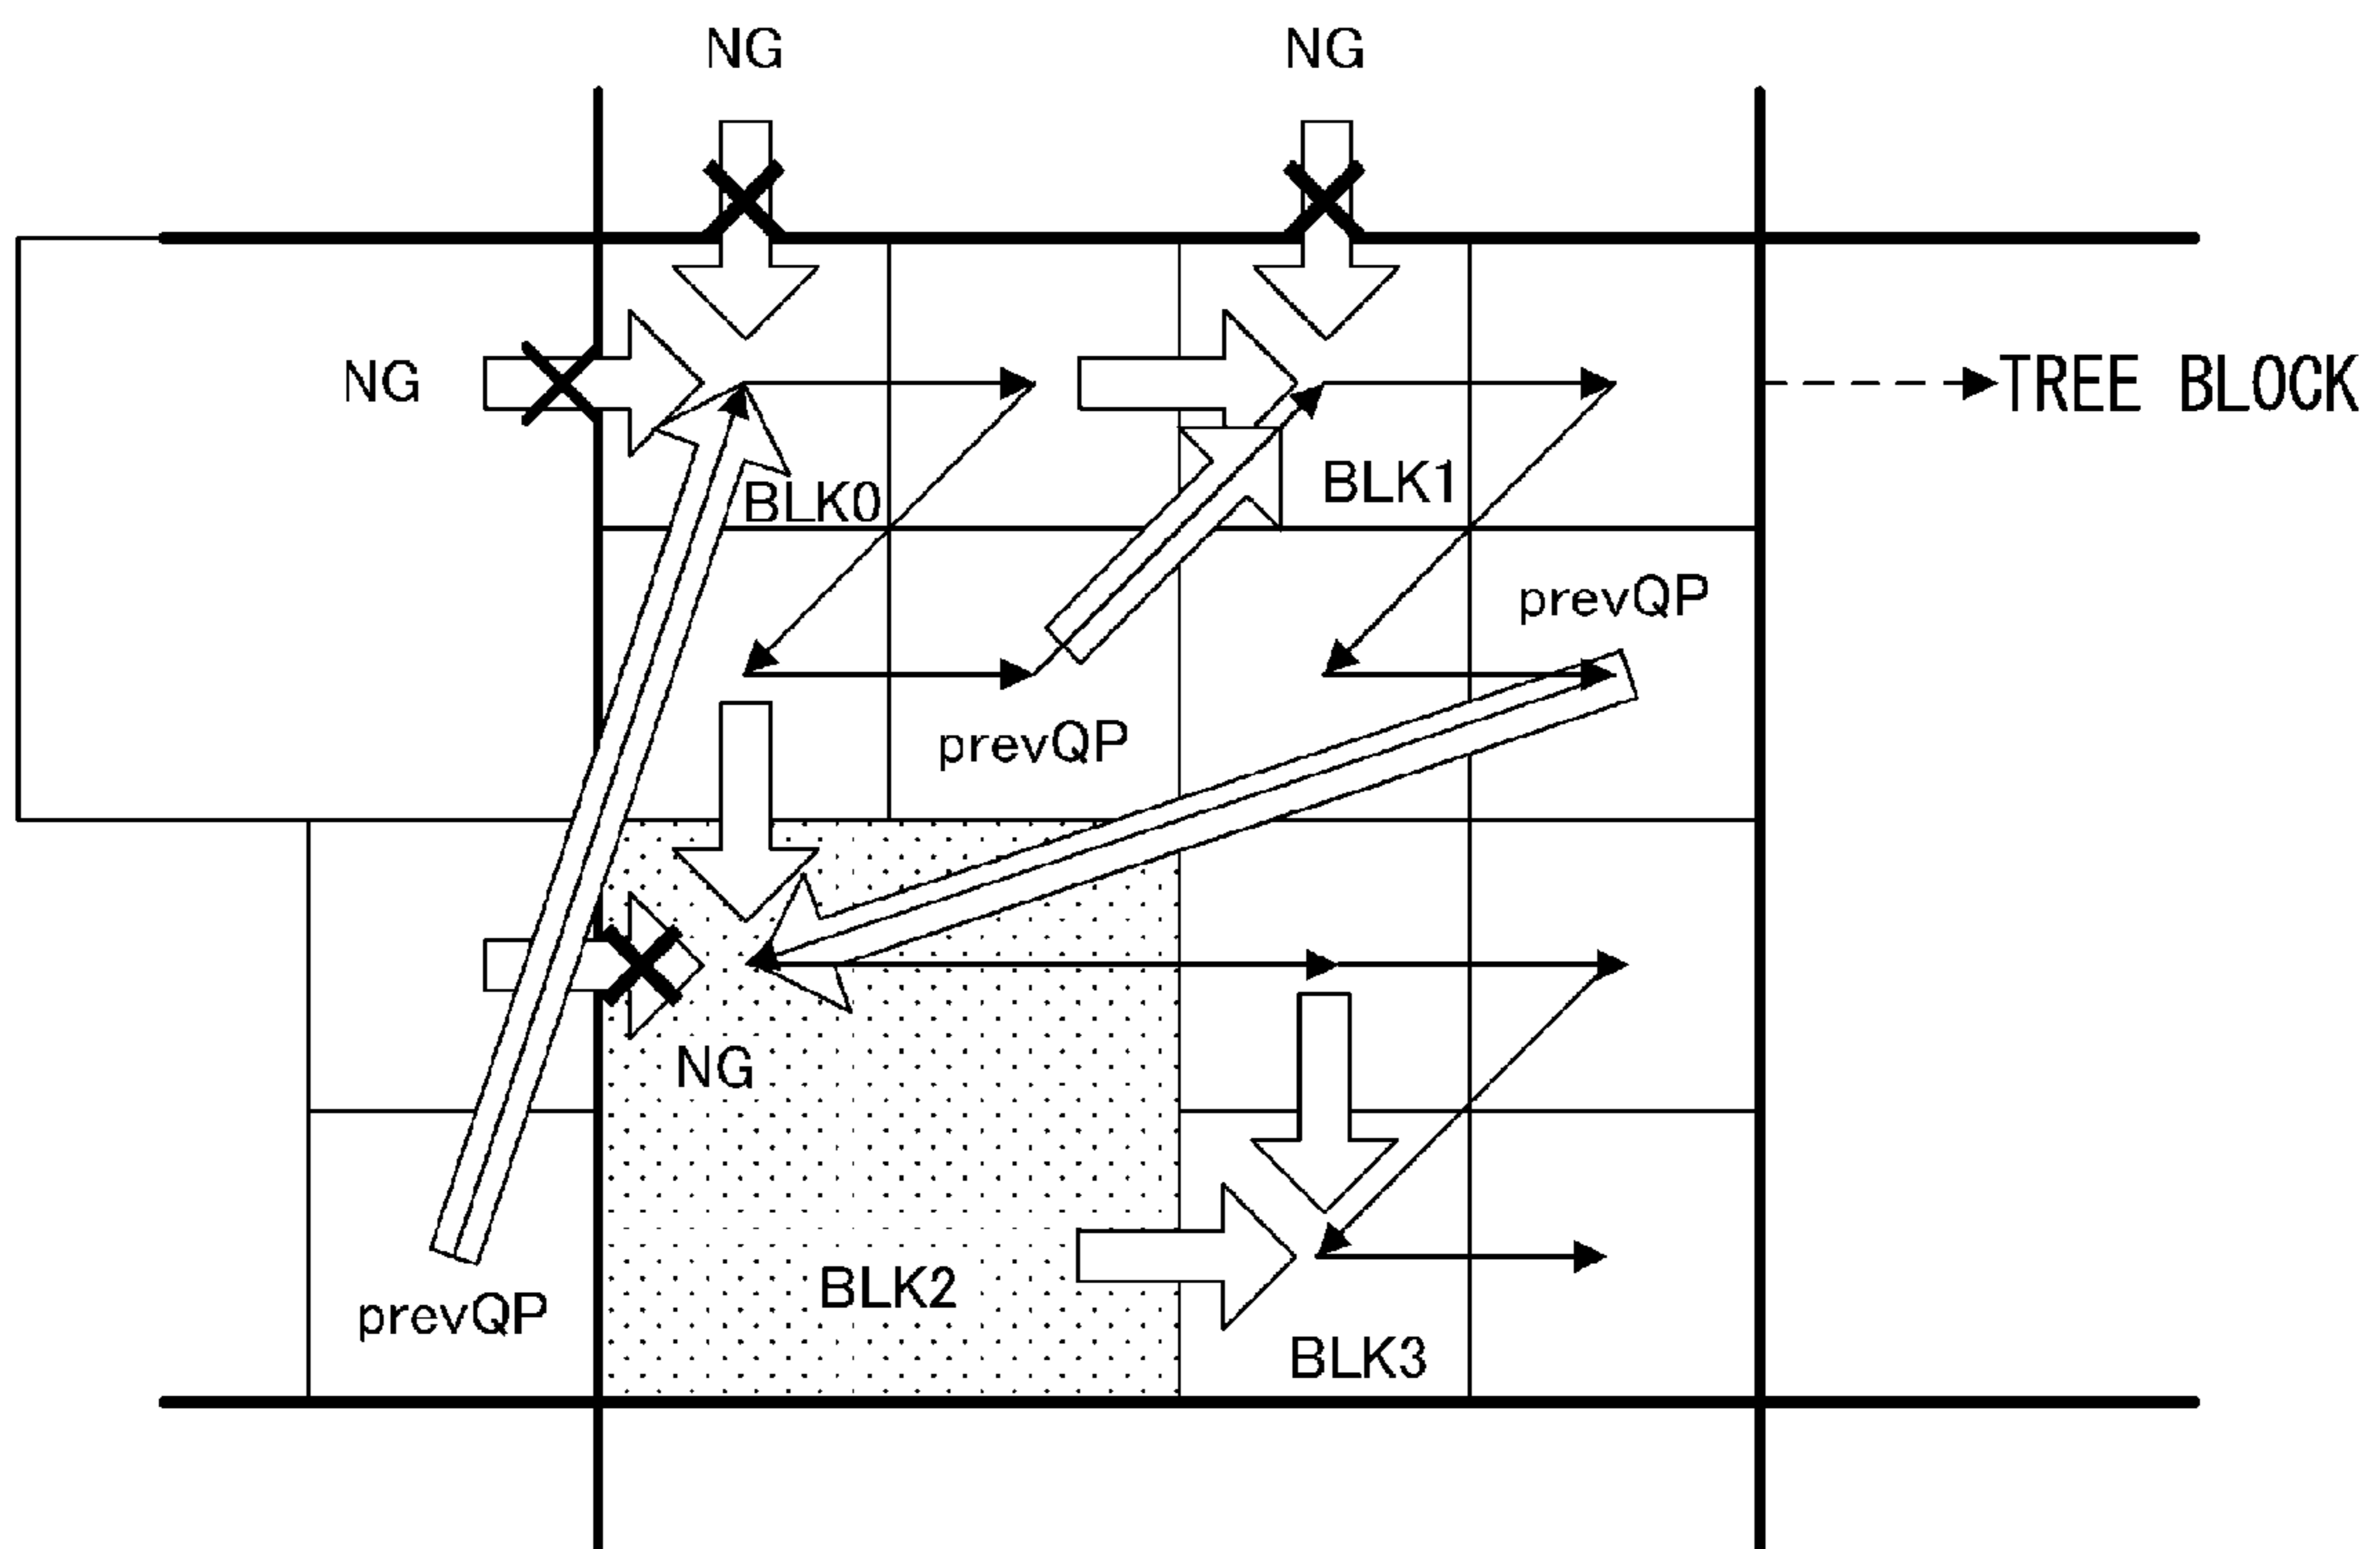 NG
NG
NG
TREE BLOCK
BLK0
BLK1
prevQP
prevQP
NG
BLK2
prevQP
BLK3